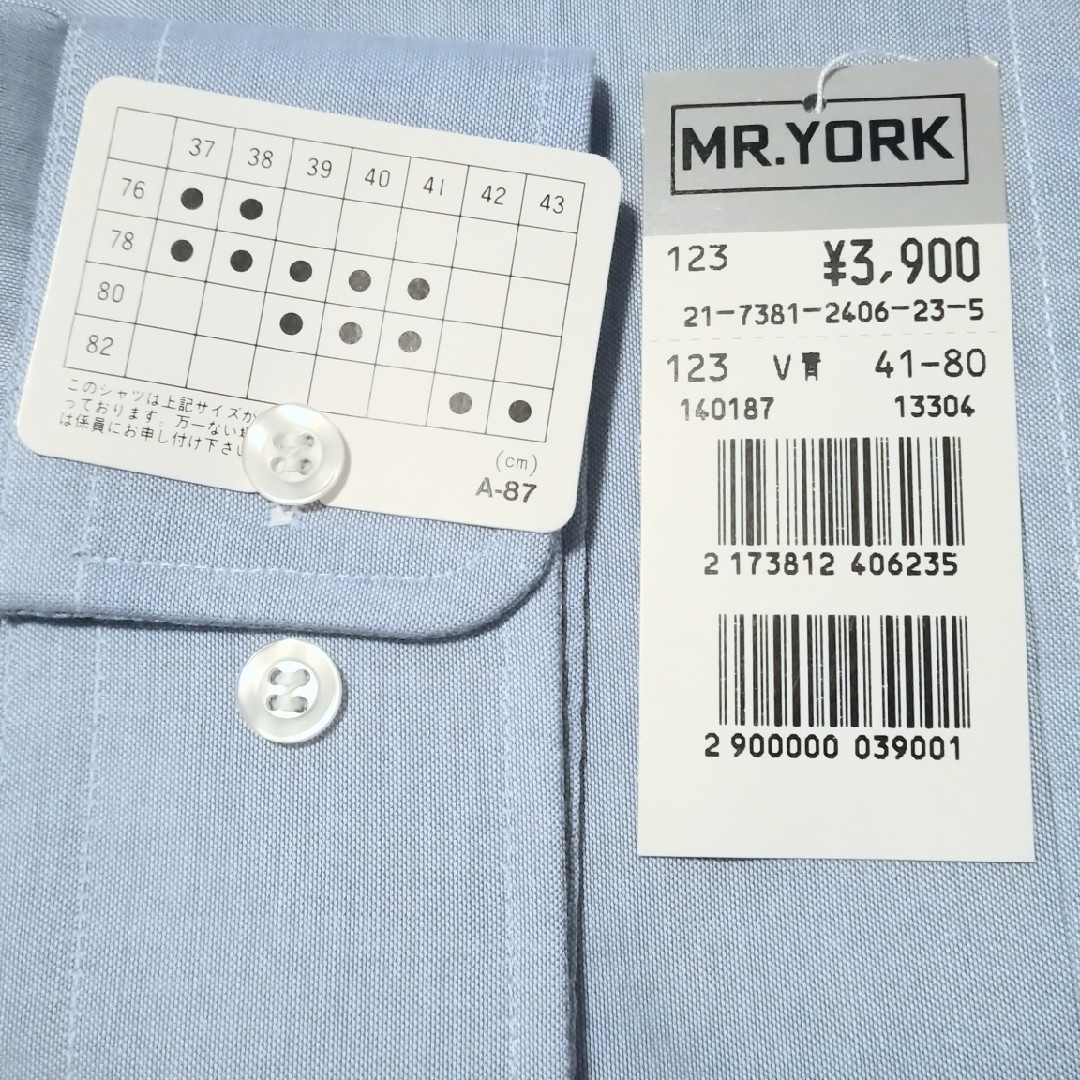 37 38 39 40 41 42 43
76 ● ●
78 ● ● ● ● ●
80 ● ● ●
82 ● ●
このシャツは上記サイズが
っております。万一ない
は係員にお申し付け下さい
(cm)
A-87
MR.YORK
123 ¥3,900
21-7381-2406-23-5
123 V 41-80
140187 13304
2 173812 406235
2 900000 039001